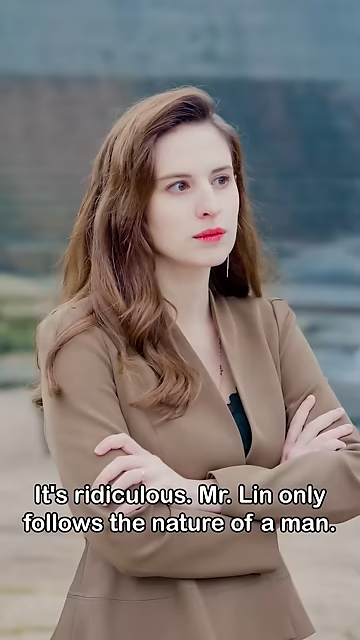 It's ridiculous. Mr. Lin only
follows the nature of a man.